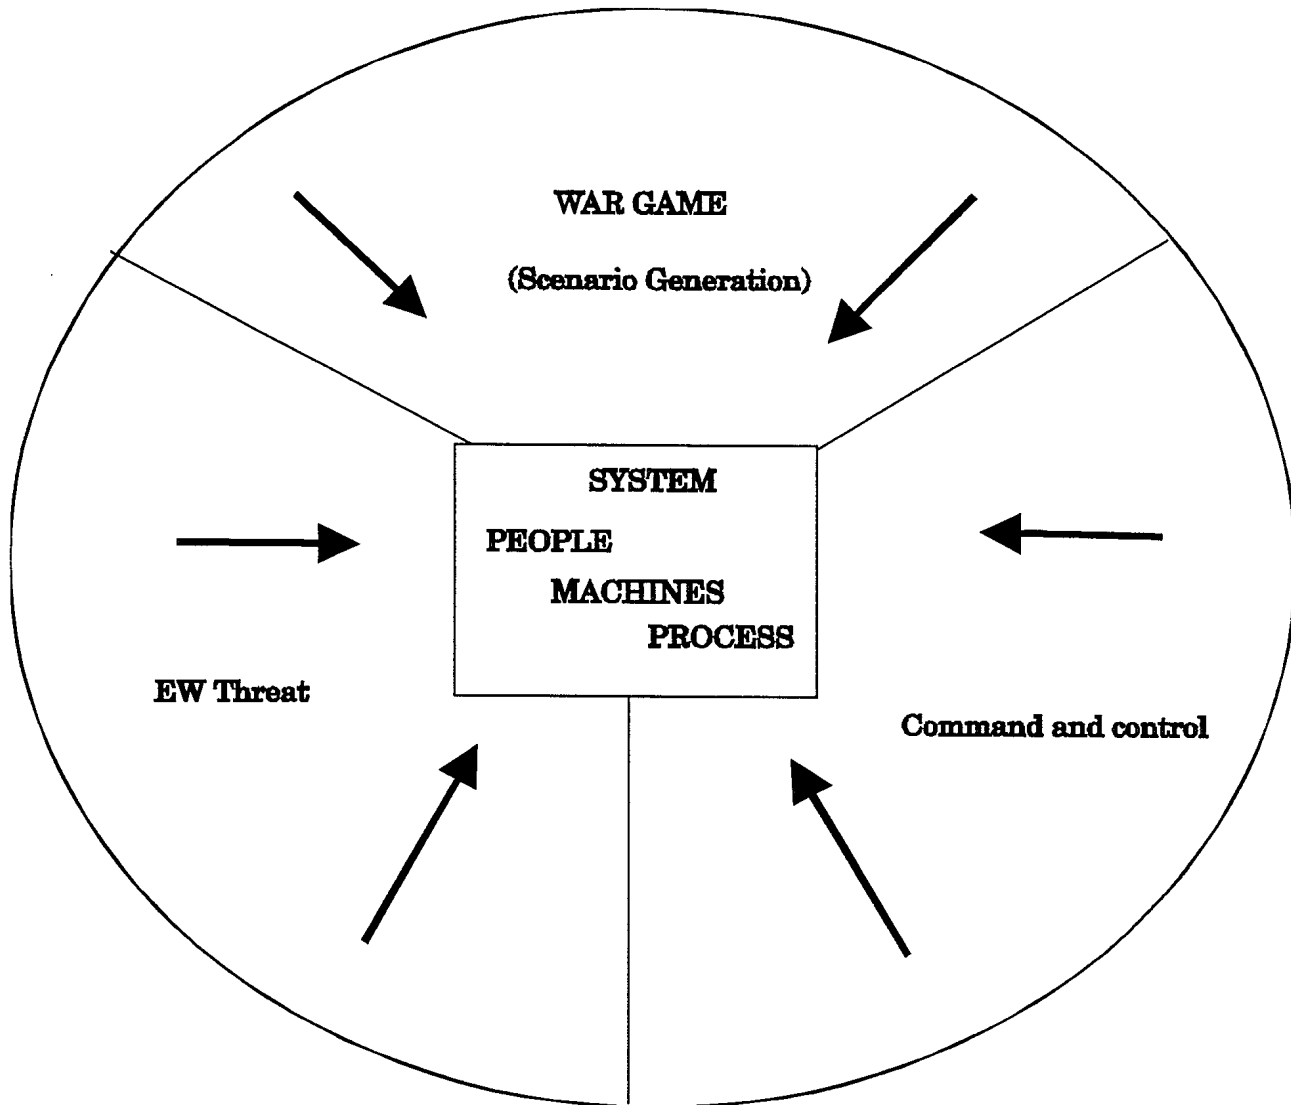 WAR GAME
(Scenario Generation)
SYSTEM
PEOPLE
MACHINES
PROCESS
EW Threat
Command and control